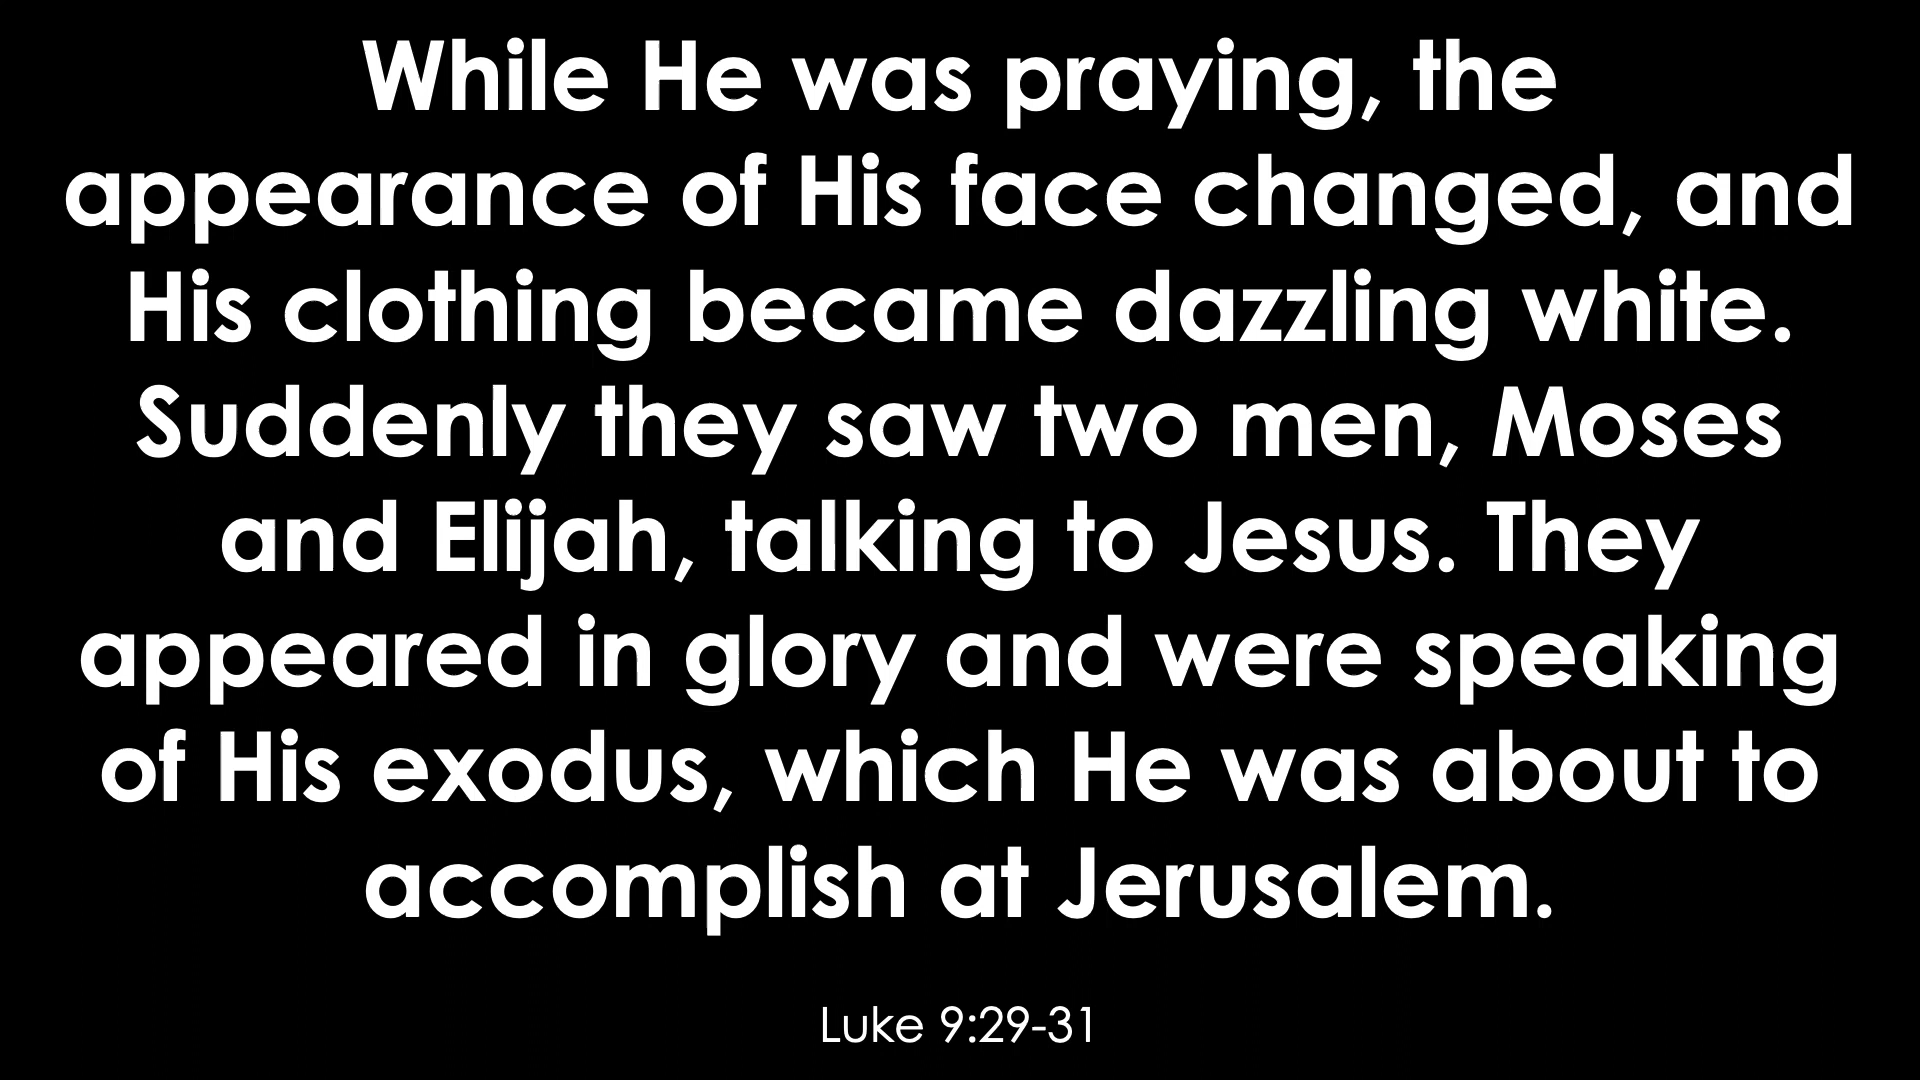 While He was praying, the
appearance of His face changed, and
His clothing became dazzling white.
Suddenly they saw two men, Moses
and Elijah, talking to Jesus. They
appeared in glory and were speaking
of His exodus, which He was about to
accomplish at Jerusalem.
Luke 9:29-31